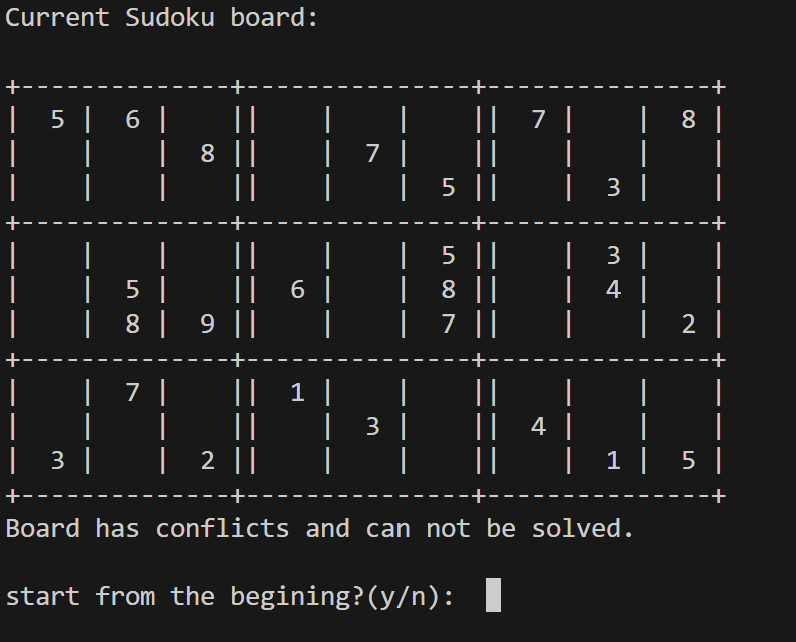 Current Sudoku board:
+--------------+---------------+---------------+
|  5 |  6 |    ||    |    |    ||  7 |    |  8 |
|    |    |  8 ||    |  7 |    ||    |    |    |
|    |    |    ||    |    |  5 ||    |  3 |    |
+--------------+---------------+---------------+
|    |    |    ||    |    |  5 ||    |  3 |    |
|    |  5 |    ||  6 |    |  8 ||    |  4 |    |
|    |  8 |  9 ||    |    |  7 ||    |    |  2 |
+--------------+---------------+---------------+
|    |  7 |    ||  1 |    |    ||    |    |    |
|    |    |    ||    |  3 |    ||  4 |    |    |
|  3 |    |  2 ||    |    |    ||    |  1 |  5 |
+--------------+---------------+---------------+
Board has conflicts and can not be solved.
start from the begining?(y/n):